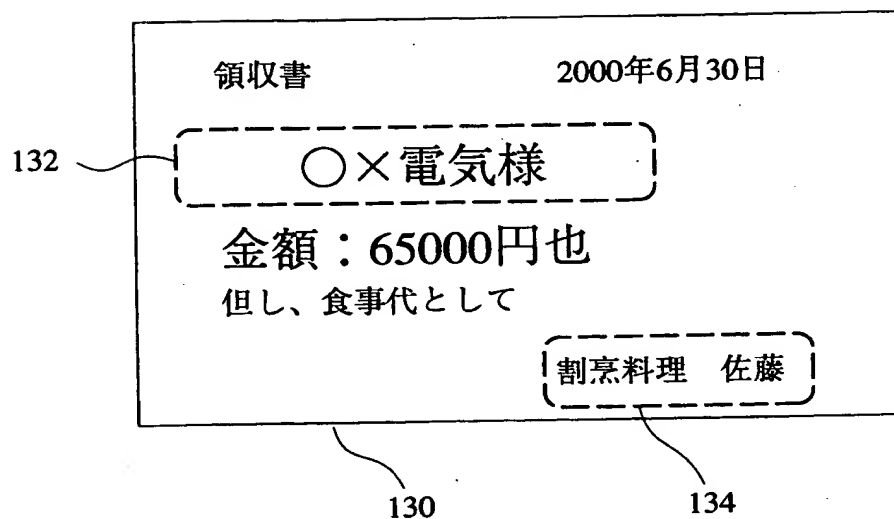 領収書 2000年6月30日
132
○×電気様
金額：65000円也
但し、食事代として
割烹料理 佐藤
130
134